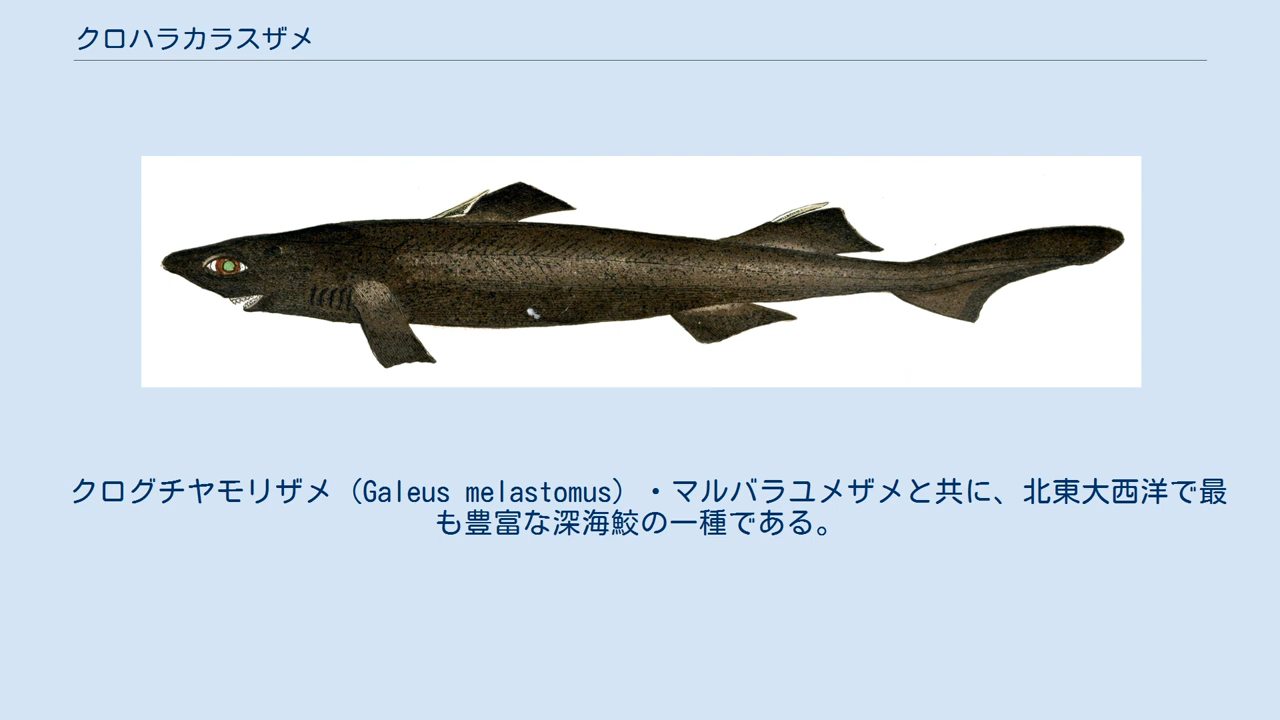 クロハラカラスザメ
クログチヤモリザメ（Galeus melastomus）・マルバラユメザメと共に、北東大西洋で最
も豊富な深海鮫の一種である。